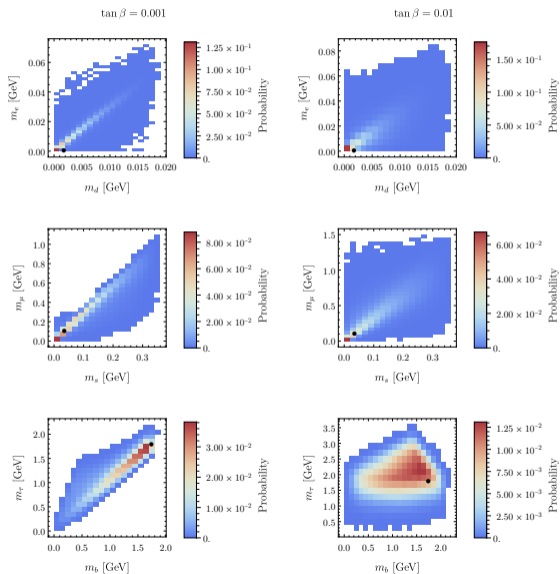 tan β = 0.001
tan β = 0.01
m_e [GeV]
0.06
0.04
0.02
0.00
0.000 0.005 0.010 0.015 0.020
m_d [GeV]
1.25 × 10⁻¹
1.00 × 10⁻¹
7.50 × 10⁻²
5.00 × 10⁻²
2.50 × 10⁻²
0.
Probability
m_e [GeV]
0.08
0.06
0.04
0.02
0.00
0.000 0.005 0.010 0.015 0.020
m_d [GeV]
1.50 × 10⁻¹
1.00 × 10⁻¹
5.00 × 10⁻²
0.
Probability
m_μ [GeV]
1.0
0.8
0.6
0.4
0.2
0.0
0.0 0.1 0.2 0.3
m_s [GeV]
8.00 × 10⁻²
6.00 × 10⁻²
4.00 × 10⁻²
2.00 × 10⁻²
0.
Probability
m_μ [GeV]
1.5
1.0
0.5
0.0
0.0 0.1 0.2 0.3
m_s [GeV]
6.00 × 10⁻²
4.00 × 10⁻²
2.00 × 10⁻²
0.
Probability
m_τ [GeV]
2.0
1.5
1.0
0.5
0.0
0.0 0.5 1.0 1.5 2.0
m_b [GeV]
3.00 × 10⁻²
2.00 × 10⁻²
1.00 × 10⁻²
0.
Probability
m_τ [GeV]
3.5
3.0
2.5
2.0
1.5
1.0
0.5
0.0
0.0 0.5 1.0 1.5 2.0
m_b [GeV]
1.25 × 10⁻²
1.00 × 10⁻²
7.50 × 10⁻³
5.00 × 10⁻³
2.50 × 10⁻³
0.
Probability